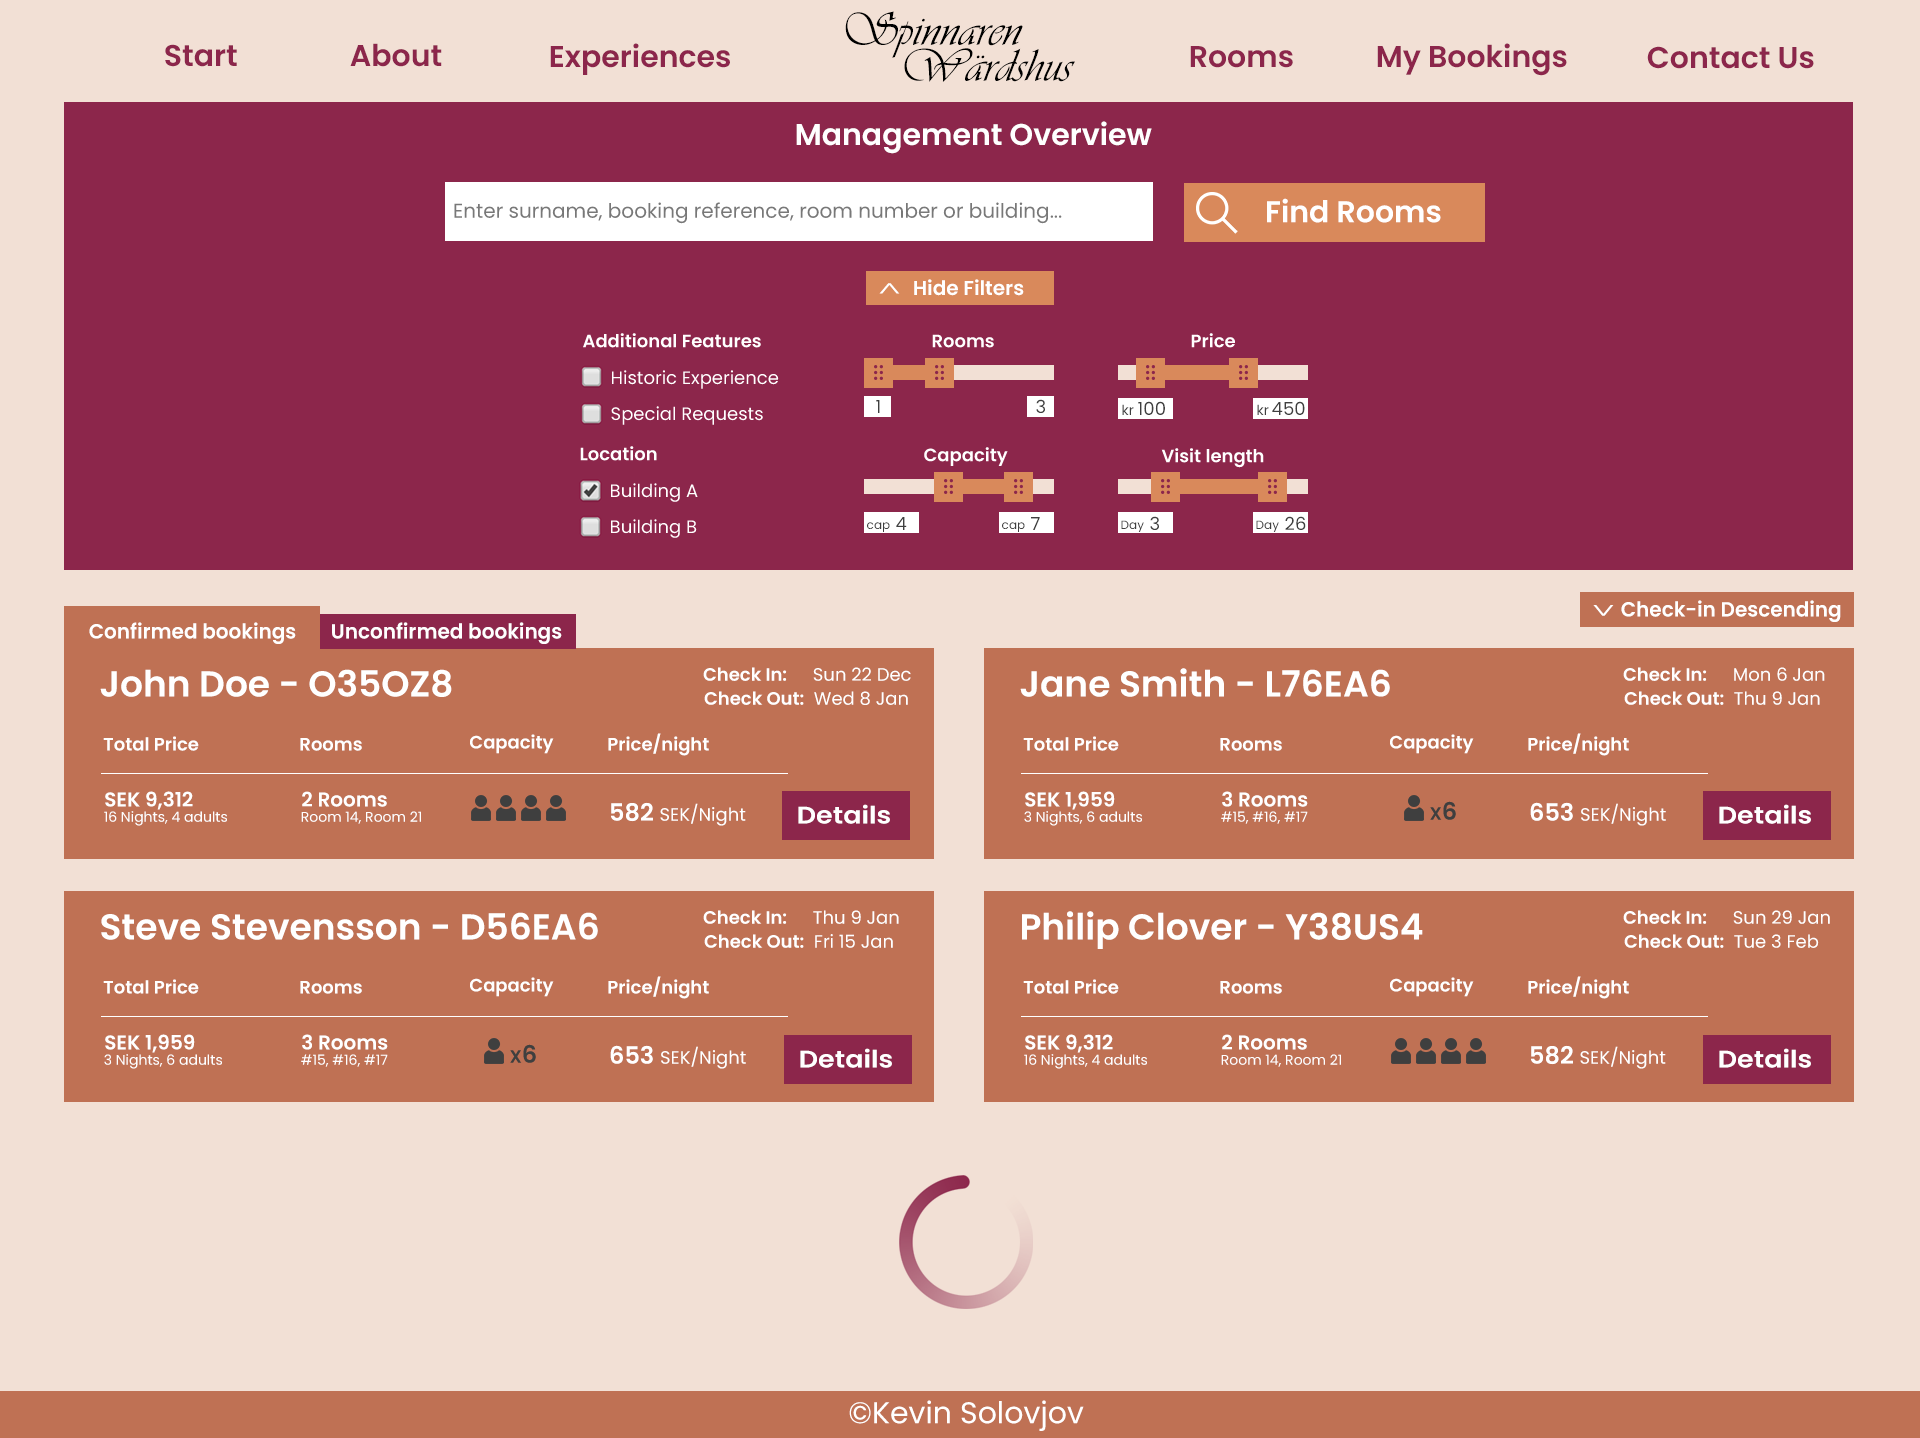 Start
About
Experiences
Spinnaren
Wärdshus
Rooms
My Bookings
Contact Us
Management Overview
Enter surname, booking reference, room number or building...
Find Rooms
Hide Filters
Additional Features
Historic Experience
Special Requests
Location
Building A
Building B
Rooms
1
3
Price
kr 100
kr 450
Capacity
cap 4
cap 7
Visit length
Day 3
Day 26
Check-in Descending
Confirmed bookings
Unconfirmed bookings
John Doe - O35OZ8
Check In: Sun 22 Dec
Check Out: Wed 8 Jan
Total Price Rooms Capacity Price/night
SEK 9,312
16 Nights, 4 adults
2 Rooms
Room 14, Room 21
582 SEK/Night
Details
Jane Smith - L76EA6
Check In: Mon 6 Jan
Check Out: Thu 9 Jan
Total Price Rooms Capacity Price/night
SEK 1,959
3 Nights, 6 adults
3 Rooms
#15, #16, #17
x6
653 SEK/Night
Details
Steve Stevensson - D56EA6
Check In: Thu 9 Jan
Check Out: Fri 15 Jan
Total Price Rooms Capacity Price/night
SEK 1,959
3 Nights, 6 adults
3 Rooms
#15, #16, #17
x6
653 SEK/Night
Details
Philip Clover - Y38US4
Check In: Sun 29 Jan
Check Out: Tue 3 Feb
Total Price Rooms Capacity Price/night
SEK 9,312
16 Nights, 4 adults
2 Rooms
Room 14, Room 21
582 SEK/Night
Details
©Kevin Solovjov